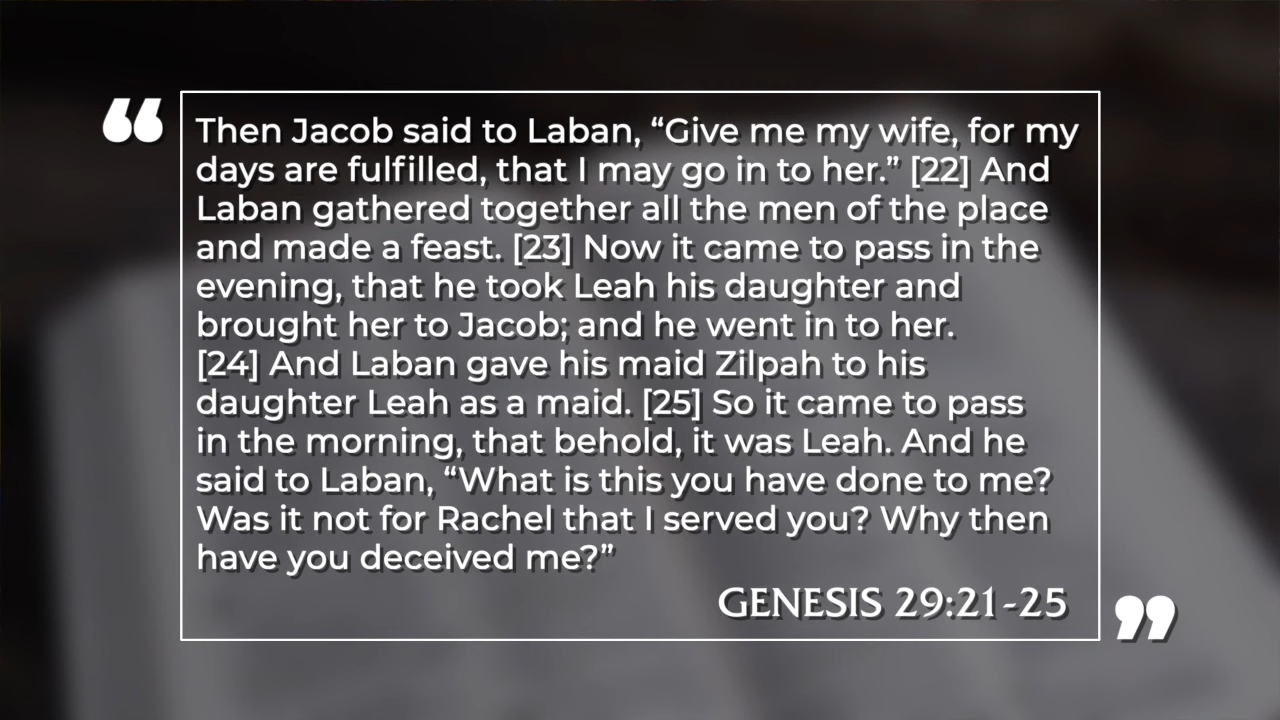 “
Then Jacob said to Laban, “Give me my wife, for my
days are fulfilled, that I may go in to her.” [22] And
Laban gathered together all the men of the place
and made a feast. [23] Now it came to pass in the
evening, that he took Leah his daughter and
brought her to Jacob; and he went in to her.
[24] And Laban gave his maid Zilpah to his
daughter Leah as a maid. [25] So it came to pass
in the morning, that behold, it was Leah. And he
said to Laban, “What is this you have done to me?
Was it not for Rachel that I served you? Why then
have you deceived me?”
GENESIS 29:21-25
”